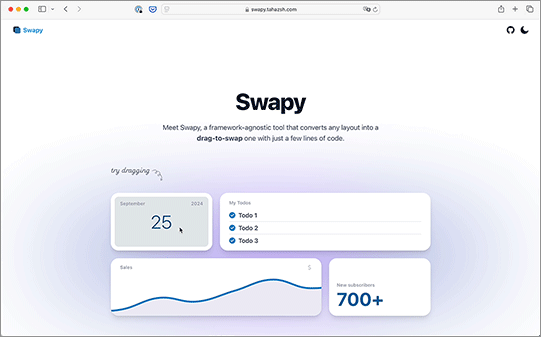 swapy.tahazsh.com
Swapy
Swapy
Meet Swapy, a framework-agnostic tool that converts any layout into a
drag-to-swap one with just a few lines of code.
try dragging
September 2024
25
My Todos
Todo 1
Todo 2
Todo 3
Sales $
New subscribers
700+